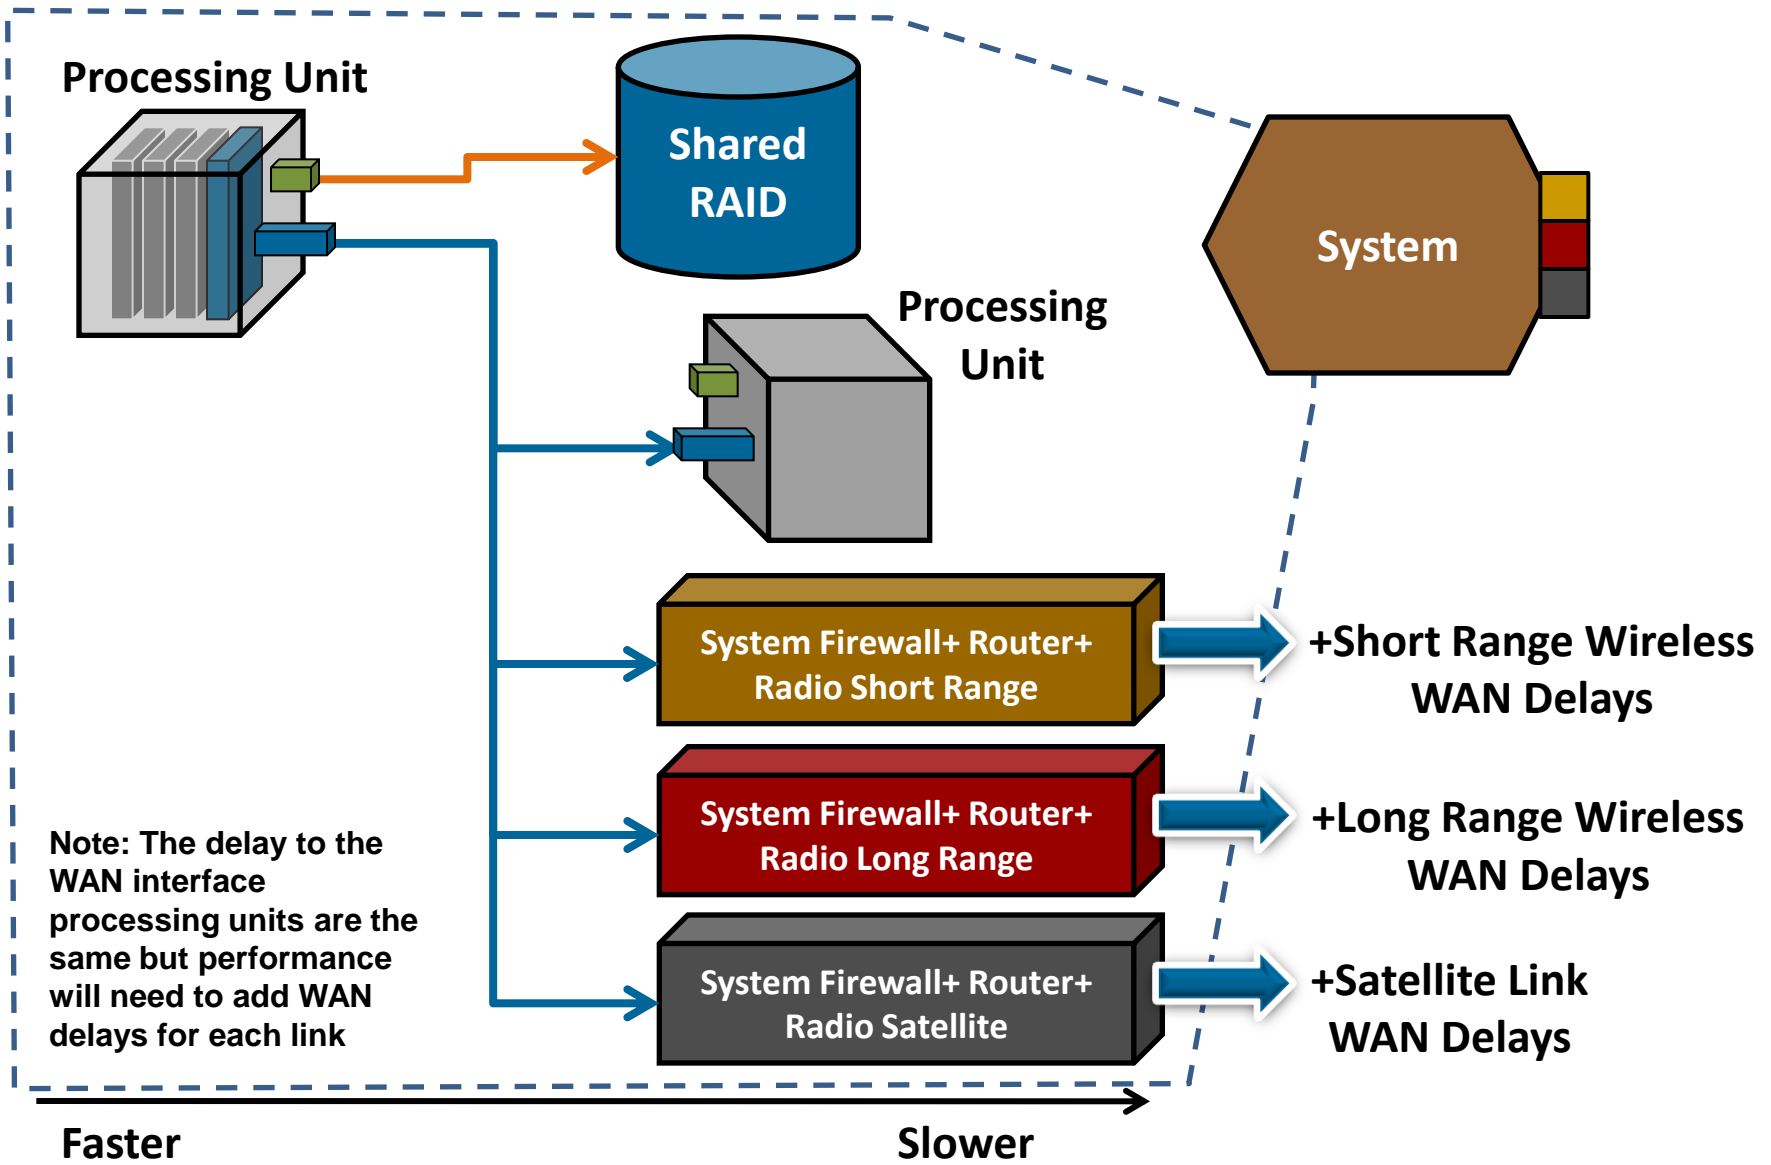 Processing Unit
Shared
RAID
System
Processing
Unit
System Firewall+ Router+
Radio Short Range
+Short Range Wireless
WAN Delays
System Firewall+ Router+
Radio Long Range
+Long Range Wireless
WAN Delays
System Firewall+ Router+
Radio Satellite
+Satellite Link
WAN Delays
Note: The delay to the
WAN interface
processing units are the
same but performance
will need to add WAN
delays for each link
Faster
Slower